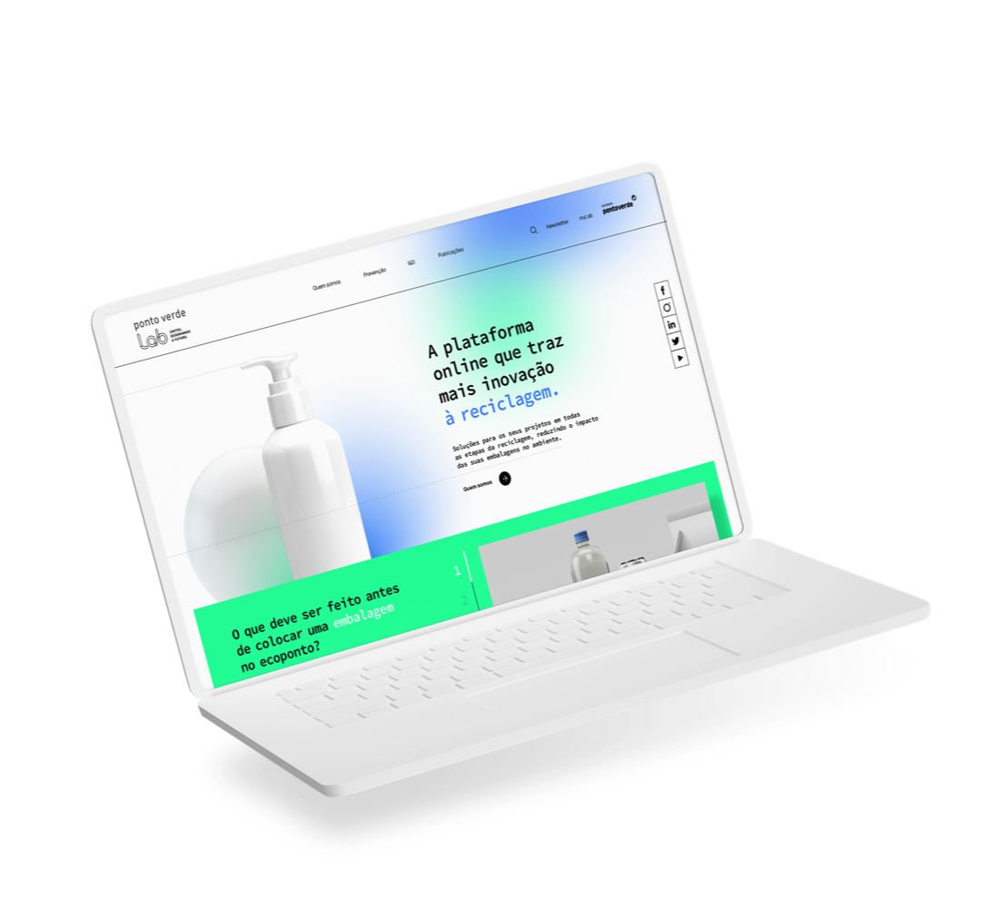 ponto verde
Lab
Quem somos
Prevenção
I&D
Publicações
Newsletter
myLab
pontoverde
A plataforma
online que traz
mais inovação
à reciclagem.
Soluções para os seus projetos em todas
as etapas da reciclagem, reduzindo o impacto
das suas embalagens no ambiente.
Quem somos
O que deve ser feito antes
de colocar uma embalagem
no ecoponto?
1
2